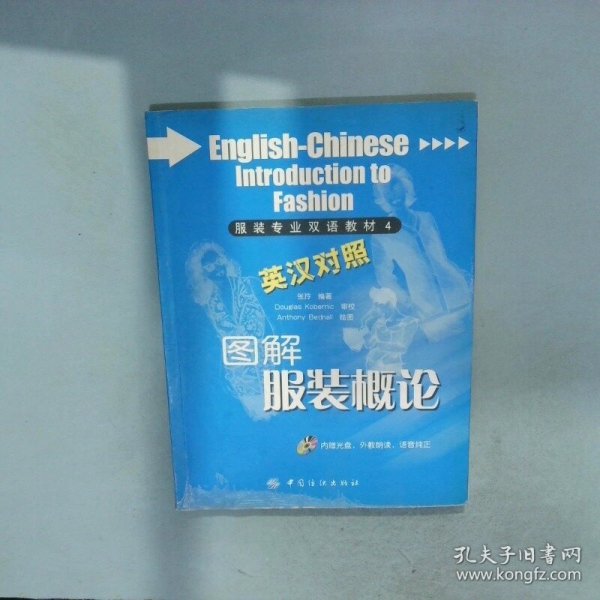 English-Chinese
Introduction to
Fashion
服装专业双语教材 4
英汉对照
张玲 编著
Douglas Kobernic 审校
Anthony Bednall 绘图
图解
服装概论
内赠光盘,外教朗读,语音纯正
中国纺织出版社
孔夫子旧书网
www.kongfz.com